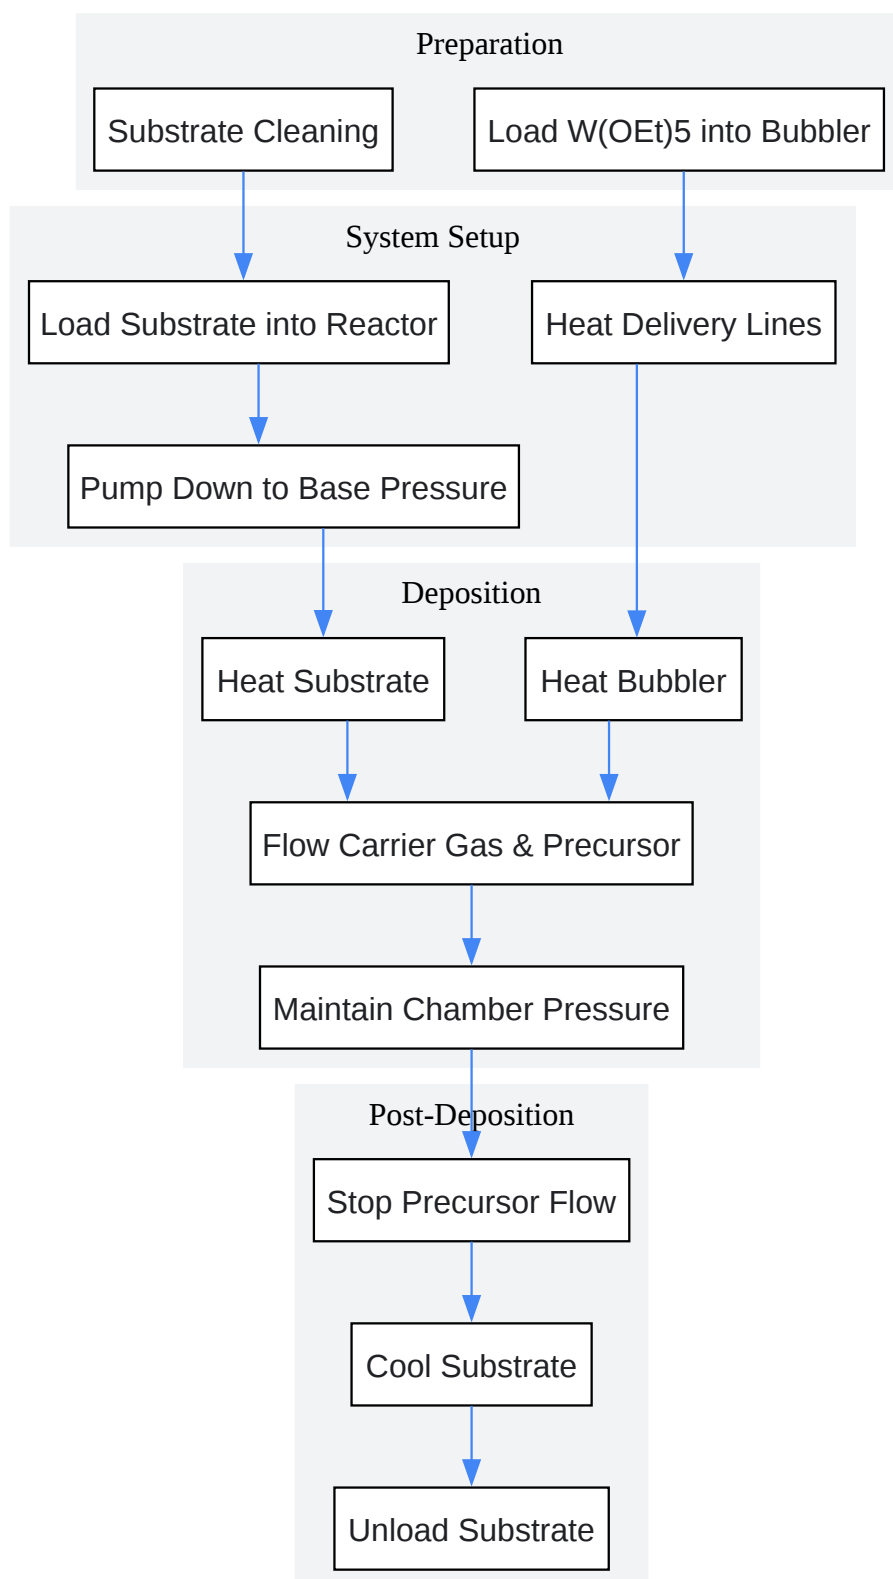 Preparation
Substrate Cleaning
Load W(OEt)5 into Bubbler
System Setup
Load Substrate into Reactor
Heat Delivery Lines
Pump Down to Base Pressure
Deposition
Heat Substrate
Heat Bubbler
Flow Carrier Gas & Precursor
Maintain Chamber Pressure
Post-Deposition
Stop Precursor Flow
Cool Substrate
Unload Substrate